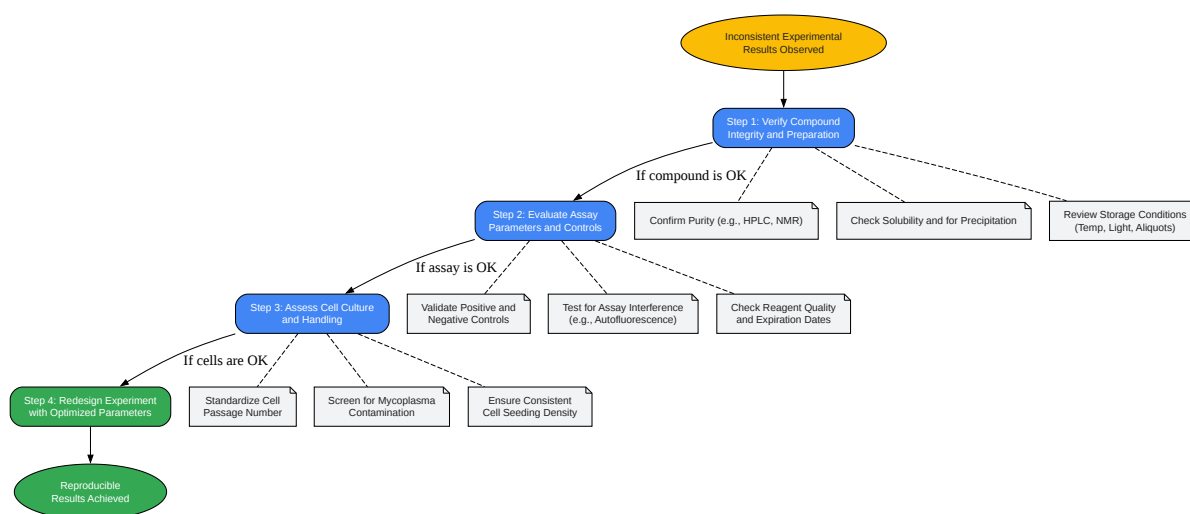 Inconsistent Experimental
Results Observed
Step 1: Verify Compound
Integrity and Preparation
If compound is OK
Step 2: Evaluate Assay
Parameters and Controls
Confirm Purity (e.g., HPLC, NMR)
Check Solubility and for Precipitation
Review Storage Conditions
(Temp, Light, Aliquots)
If assay is OK
Step 3: Assess Cell Culture
and Handling
Validate Positive and
Negative Controls
Test for Assay Interference
(e.g., Autofluorescence)
Check Reagent Quality
and Expiration Dates
If cells are OK
Step 4: Redesign Experiment
with Optimized Parameters
Standardize Cell
Passage Number
Screen for Mycoplasma
Contamination
Ensure Consistent
Cell Seeding Density
Reproducible
Results Achieved